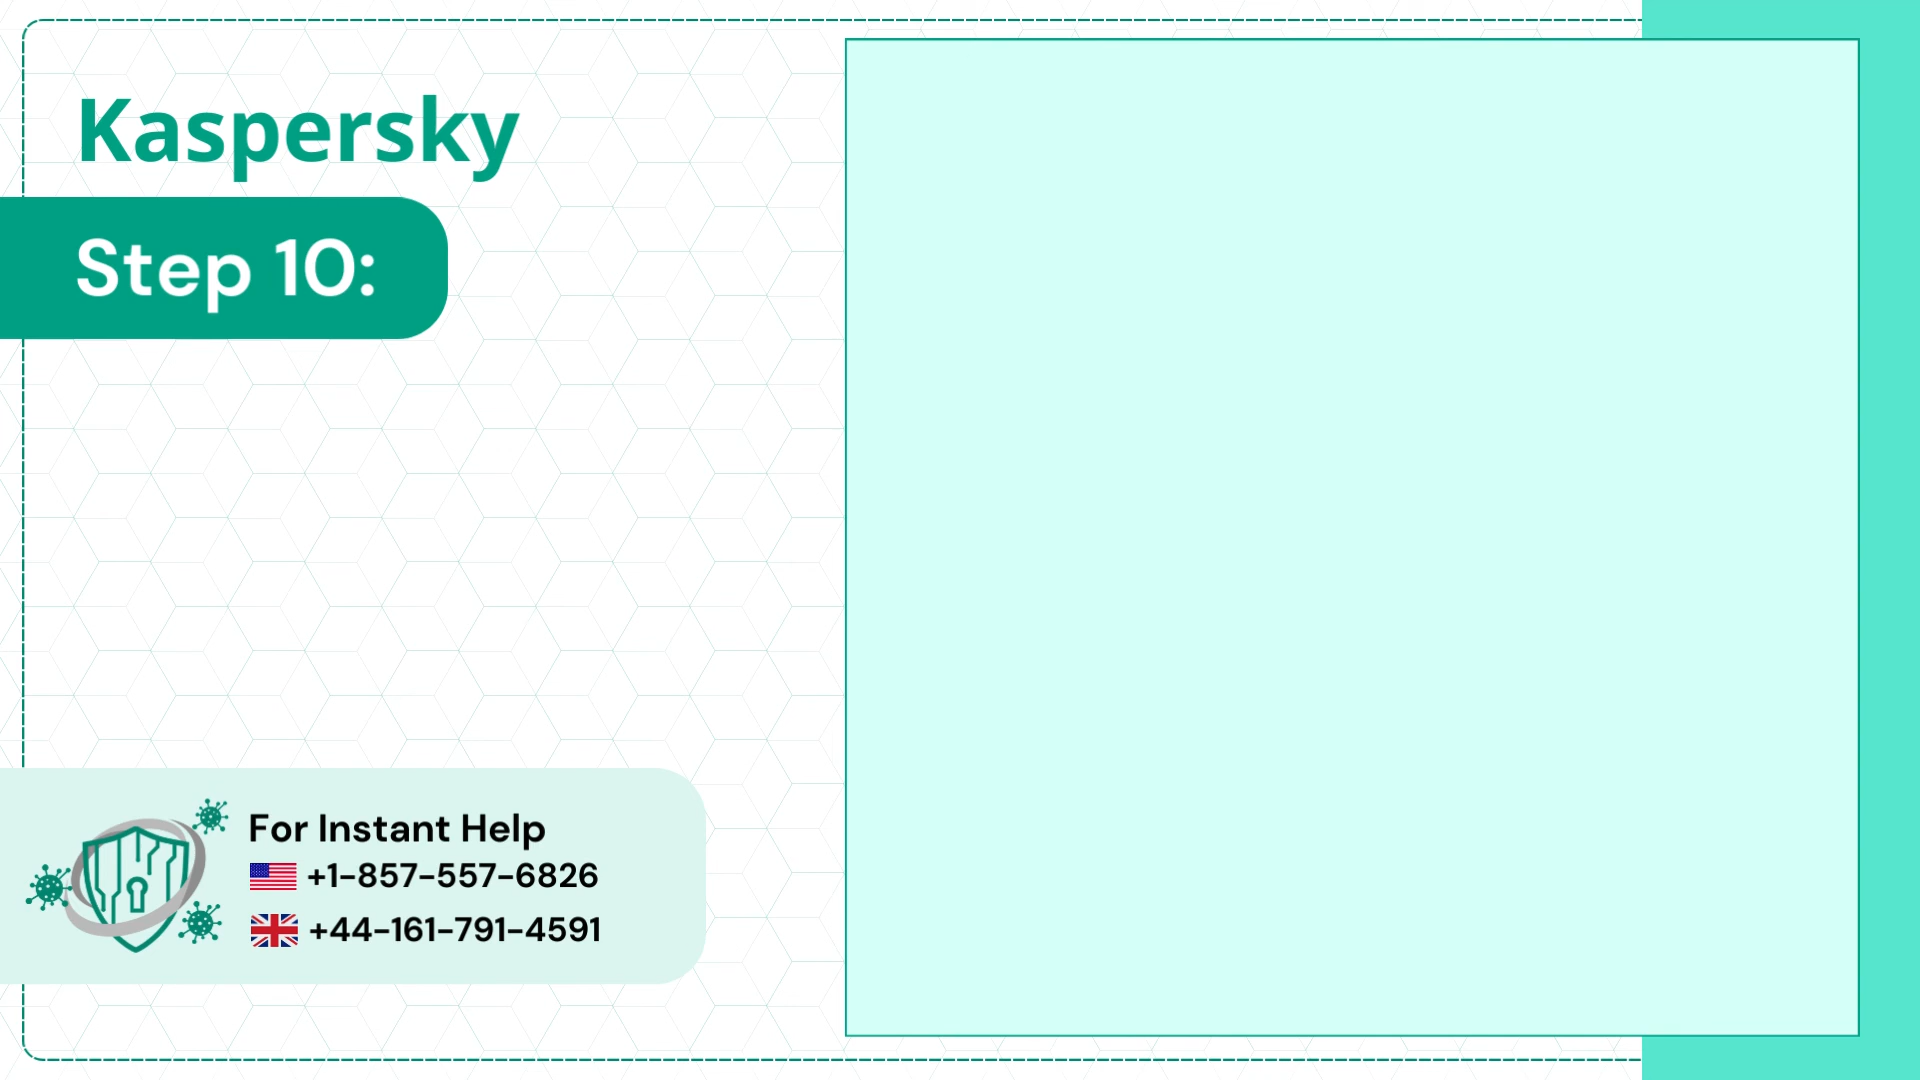 Kaspersky
Step 10:
For Instant Help
+1-857-557-6826
+44-161-791-4591